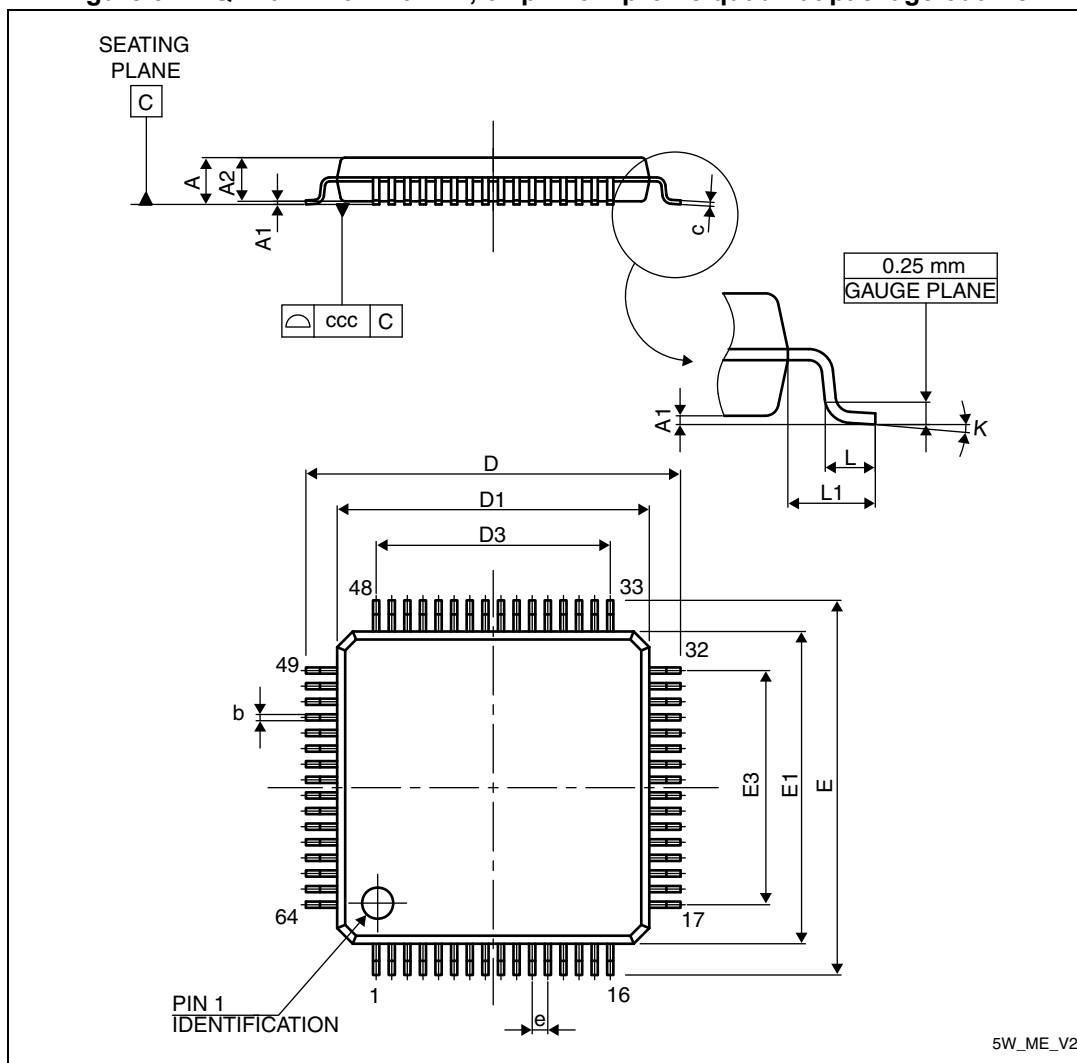 SEATING
PLANE
C
A
A2
A1
c
ccc C
0.25 mm
GAUGE PLANE
A1
K
L
L1
D
D1
D3
48
33
49
32
b
E3
E1
E
64
17
1
16
e
PIN 1
IDENTIFICATION
5W_ME_V2